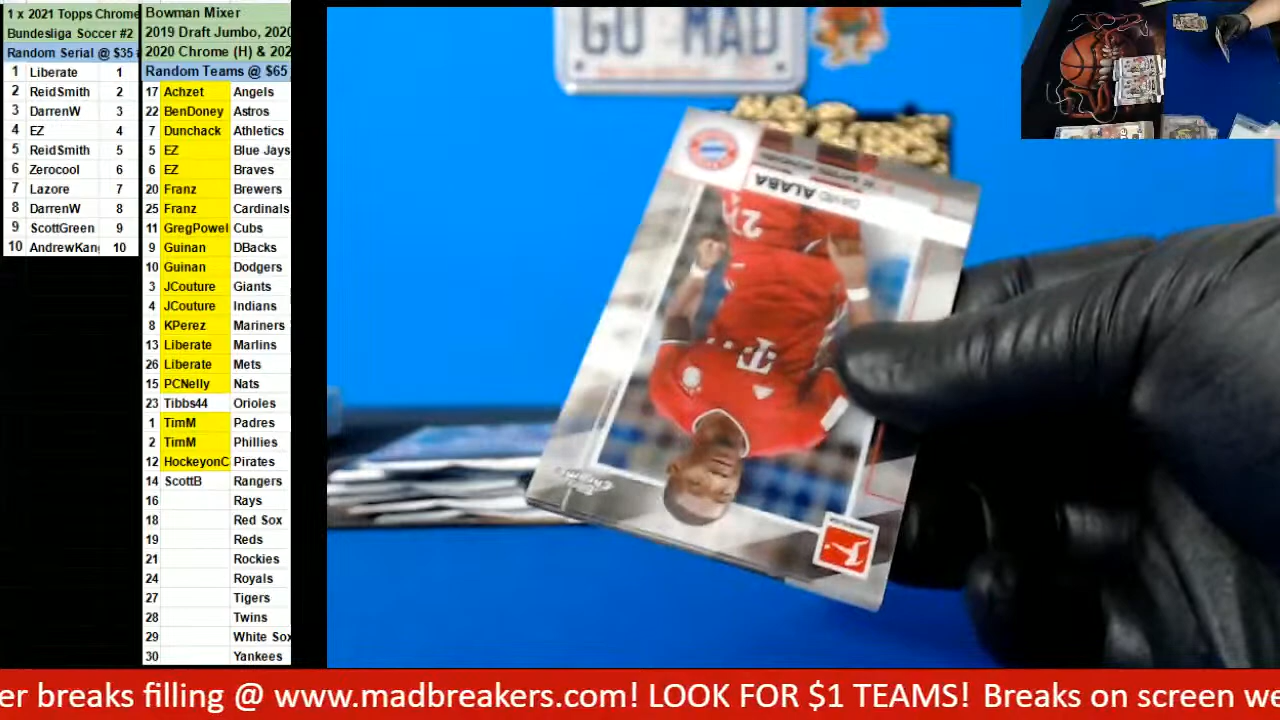 1 x 2021 Topps Chrome
Bundesliga Soccer #2
Random Serial @ $35
1 Liberate 1
2 ReidSmith 2
3 DarrenW 3
4 EZ 4
5 ReidSmith 5
6 Zerocool 6
7 Lazore 7
8 DarrenW 8
9 ScottGreen 9
10 AndrewKang 10
Bowman Mixer
2019 Draft Jumbo, 2020
2020 Chrome (H) & 202
Random Teams @ $65
17 Achzet Angels
22 BenDoney Astros
7 Dunchack Athletics
5 EZ Blue Jays
6 EZ Braves
20 Franz Brewers
25 Franz Cardinals
11 GregPowel Cubs
9 Guinan DBacks
10 Guinan Dodgers
3 JCouture Giants
4 JCouture Indians
8 KPerez Mariners
13 Liberate Marlins
26 Liberate Mets
15 PCNelly Nats
23 Tibbs44 Orioles
1 TimM Padres
2 TimM Phillies
12 HockeyonC Pirates
14 ScottB Rangers
16 Rays
18 Red Sox
19 Reds
21 Rockies
24 Royals
27 Tigers
28 Twins
29 White Sox
30 Yankees
GO MAD
DAVID ALABA
27
T
Topps Chrome
er breaks filling @ www.madbreakers.com! LOOK FOR $1 TEAMS! Breaks on screen we